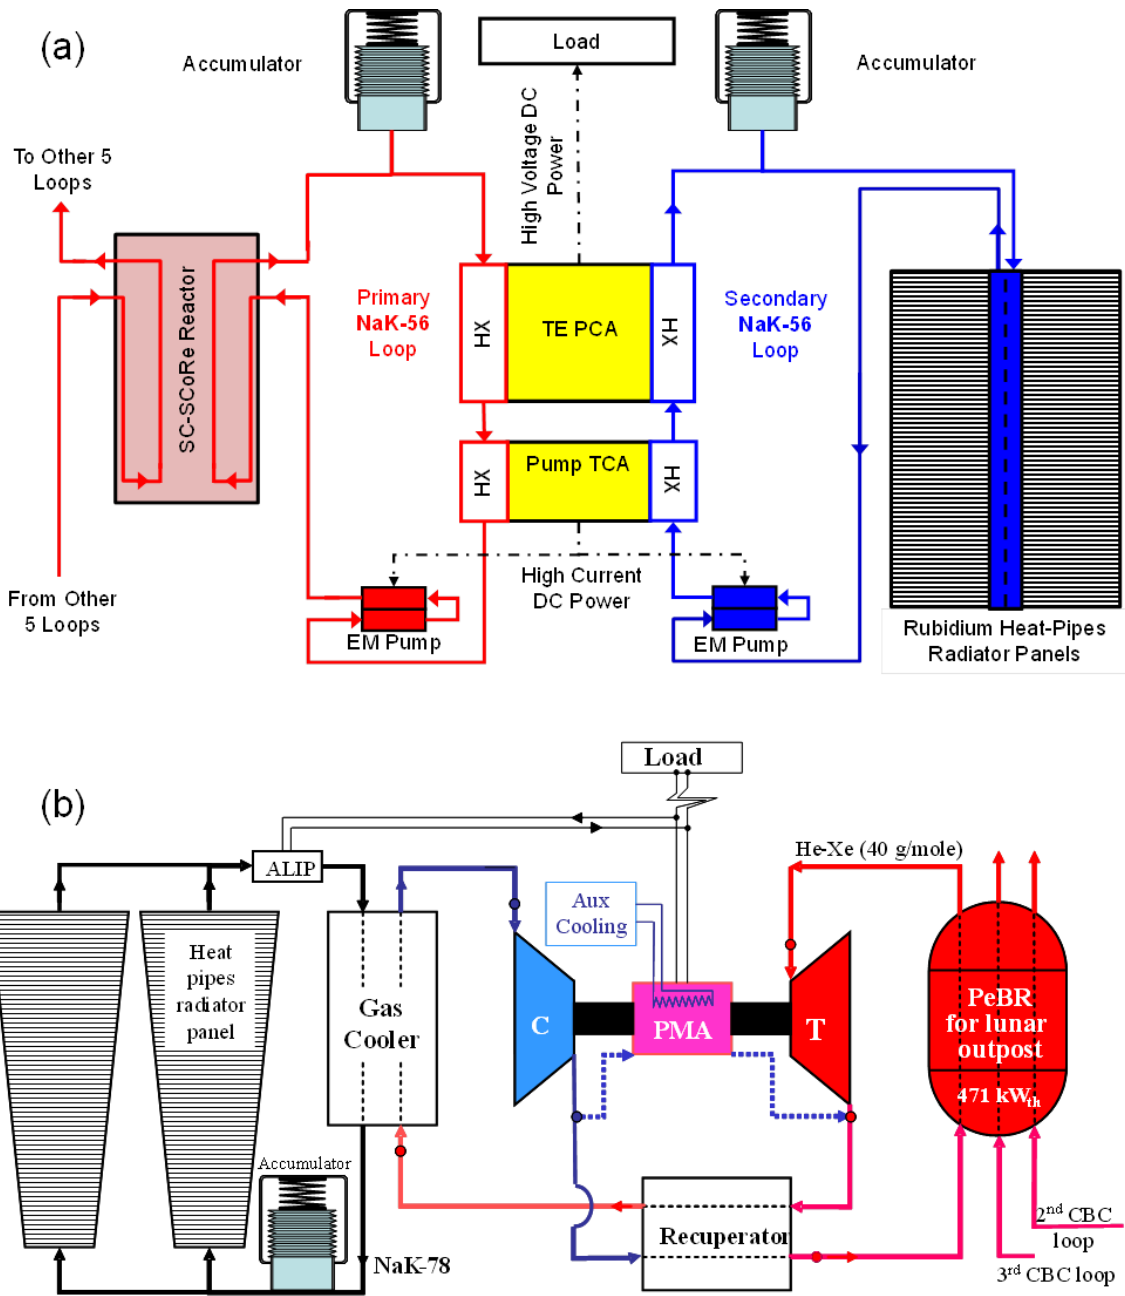 (a)
Accumulator
Load
Accumulator
High Voltage DC
Power
To Other 5
Loops
SC-SCoRe Reactor
Primary
NaK-56
Loop
HX
TE PCA
HX
Secondary
NaK-56
Loop
HX
Pump TCA
HX
From Other
5 Loops
High Current
DC Power
EM Pump
EM Pump
Rubidium Heat-Pipes
Radiator Panels
(b)
Load
ALIP
He-Xe (40 g/mole)
Aux
Cooling
Heat
pipes
radiator
panel
Gas
Cooler
C
PMA
T
PeBR
for lunar
outpost
471 kWth
Accumulator
NaK-78
Recuperator
2nd CBC
loop
3rd CBC loop